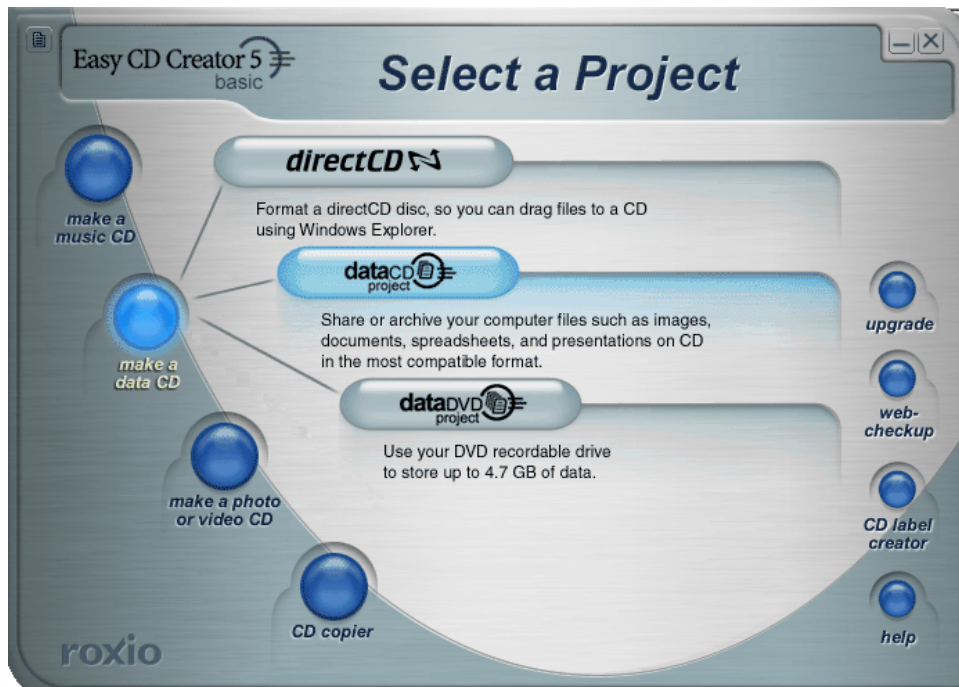 Easy CD Creator 5
basic
Select a Project
make a
music CD
directCD
Format a directCD disc, so you can drag files to a CD
using Windows Explorer.
make a
data CD
dataCD
project
Share or archive your computer files such as images,
documents, spreadsheets, and presentations on CD
in the most compatible format.
dataDVD
project
Use your DVD recordable drive
to store up to 4.7 GB of data.
make a photo
or video CD
CD copier
upgrade
web-
checkup
CD label
creator
help
roxio